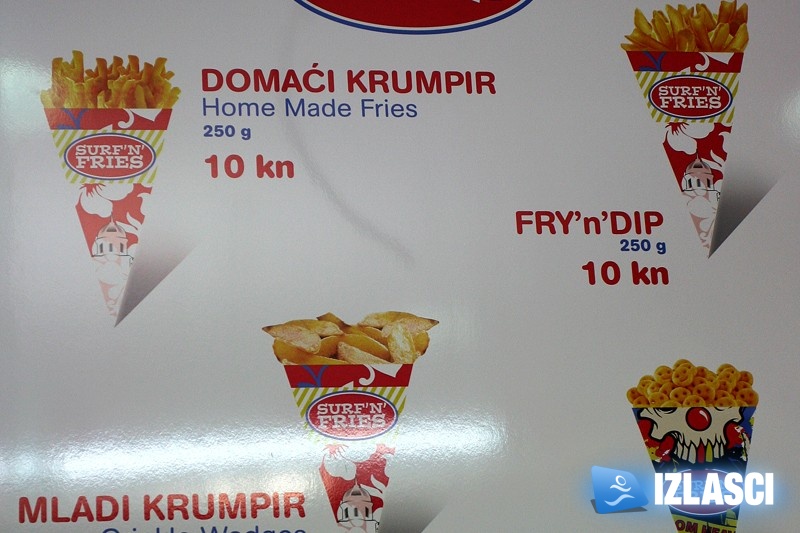 DOMAĆI KRUMPIR
Home Made Fries
250 g
10 kn
SURF'N'
FRIES
SURF'N'
FRIES
FRY'n'DIP
250 g
10 kn
SURF'N'
FRIES
MLADI KRUMPIR
Wedges
IZLASCI